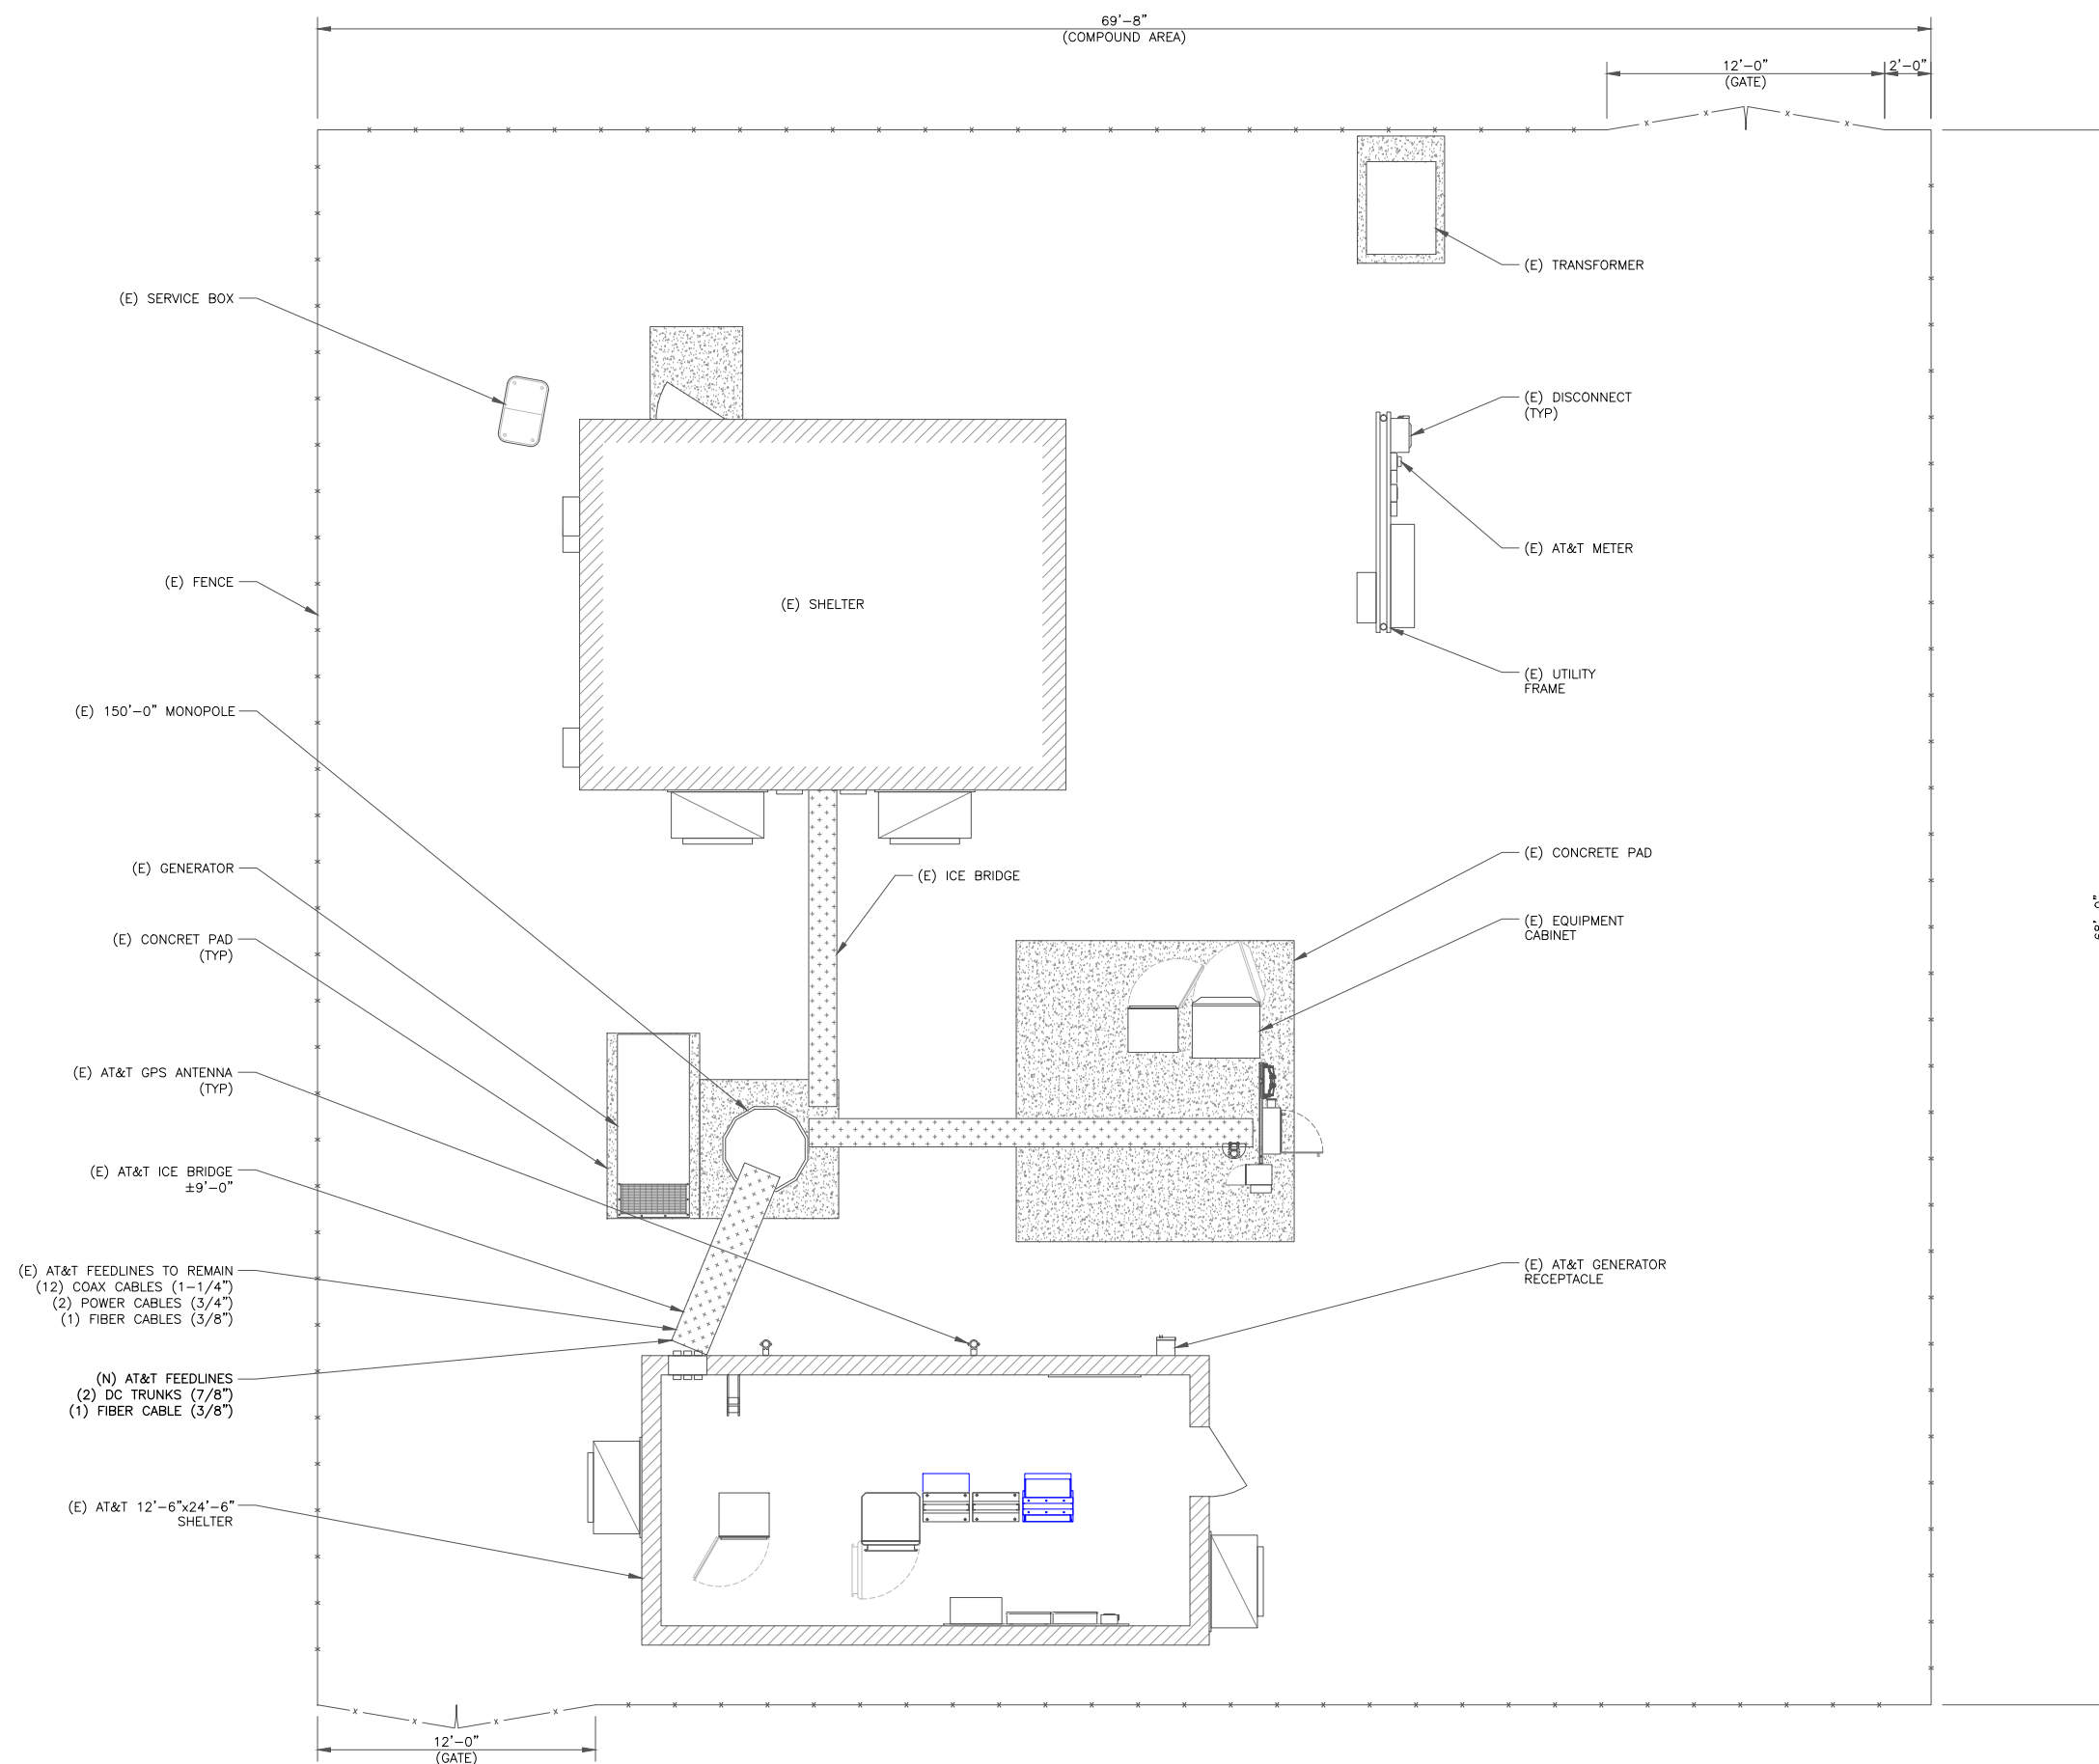 69'-8"
(COMPOUND AREA)
12'-0"
(GATE)
2'-0"
(E) TRANSFORMER
(E) SERVICE BOX
(E) DISCONNECT
(TYP)
(E) AT&T METER
(E) FENCE
(E) SHELTER
(E) UTILITY
FRAME
(E) 150'-0" MONOPOLE
(E) CONCRETE PAD
(E) GENERATOR
(E) ICE BRIDGE
(E) EQUIPMENT
CABINET
(E) CONCRET PAD
(TYP)
(E) AT&T GPS ANTENNA
(TYP)
(E) AT&T ICE BRIDGE
±9'-0"
(E) AT&T FEEDLINES TO REMAIN
(12) COAX CABLES (1-1/4")
(2) POWER CABLES (3/4")
(1) FIBER CABLES (3/8")
(E) AT&T GENERATOR
RECEPTACLE
(N) AT&T FEEDLINES
(2) DC TRUNKS (7/8")
(1) FIBER CABLE (3/8")
(E) AT&T 12'-6"x24'-6"
SHELTER
12'-0"
(GATE)